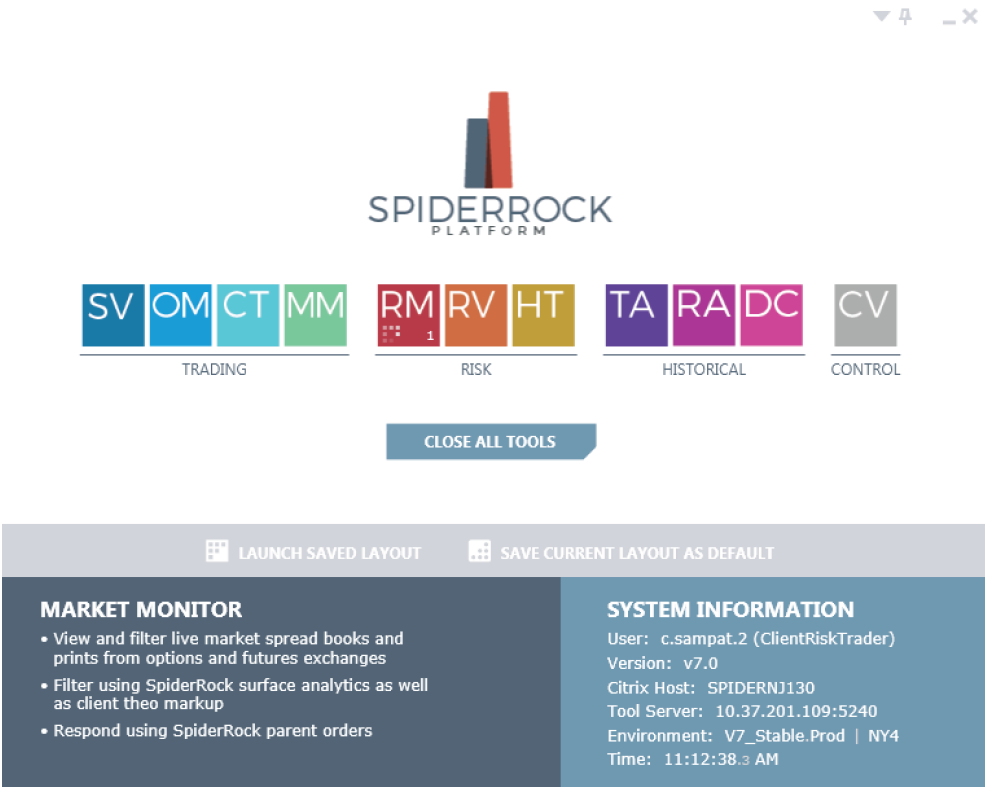 SPIDERROCK
PLATFORM
SV OM CT MM RM RV HT TA RA DC CV
1
TRADING RISK HISTORICAL CONTROL
CLOSE ALL TOOLS
LAUNCH SAVED LAYOUT SAVE CURRENT LAYOUT AS DEFAULT
MARKET MONITOR
• View and filter live market spread books and
prints from options and futures exchanges
• Filter using SpiderRock surface analytics as well
as client theo markup
• Respond using SpiderRock parent orders
SYSTEM INFORMATION
User: c.sampat.2 (ClientRiskTrader)
Version: v7.0
Citrix Host: SPIDERNJ130
Tool Server: 10.37.201.109:5240
Environment: V7_Stable.Prod | NY4
Time: 11:12:38.3 AM